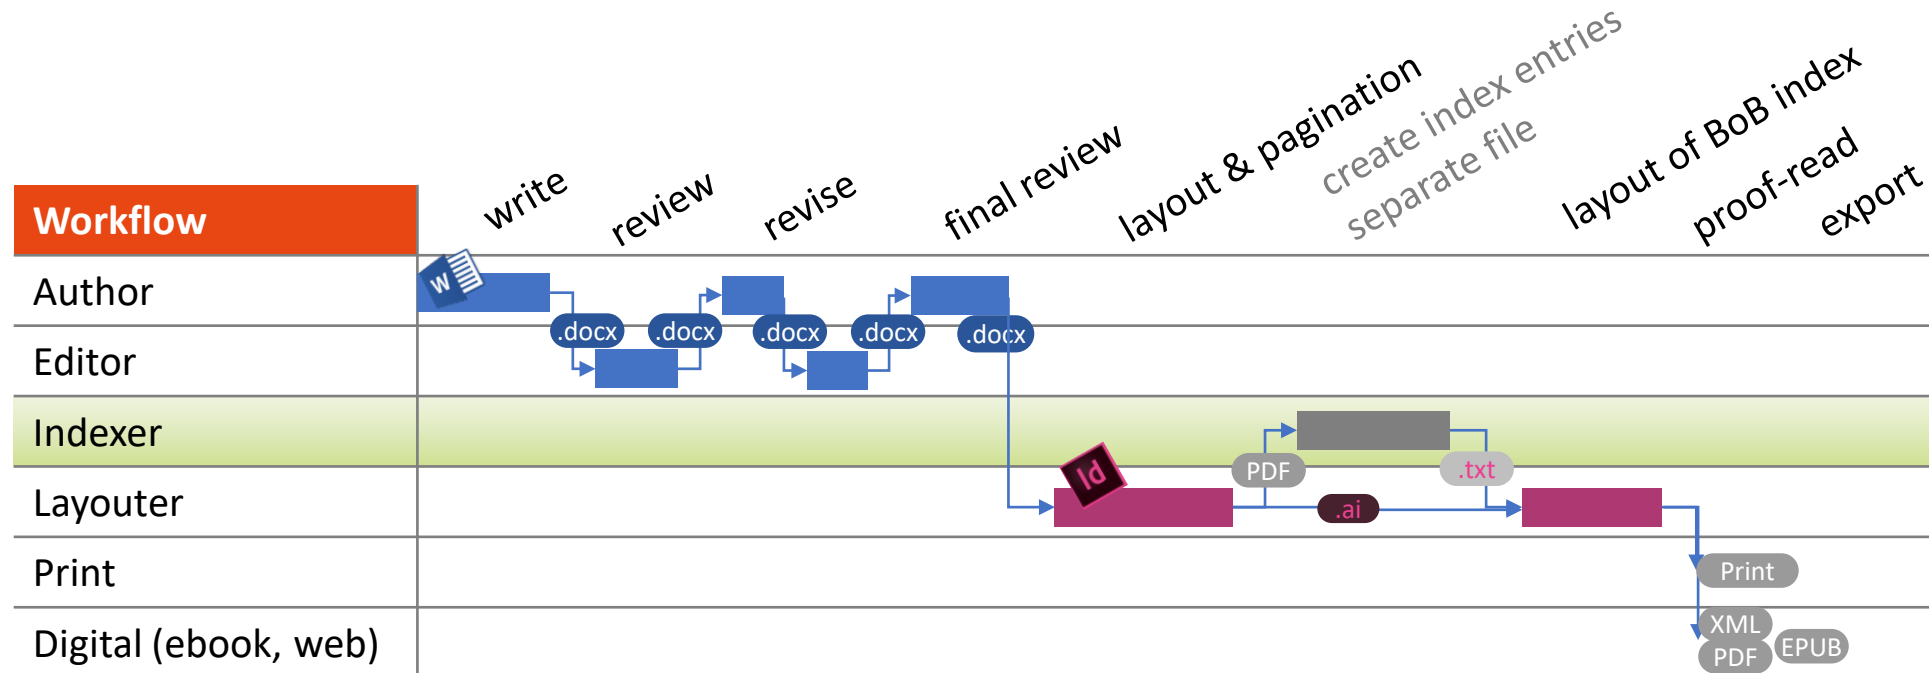 write
review
revise
final review
layout & pagination
create index entries
separate file
layout of BoB index
proof-read
export
Workflow
Author
W
.docx
.docx
.docx
.docx
.docx
Editor
Indexer
PDF
.txt
Id
Layouter
.ai
Print
Print
Digital (ebook, web)
XML
EPUB
PDF